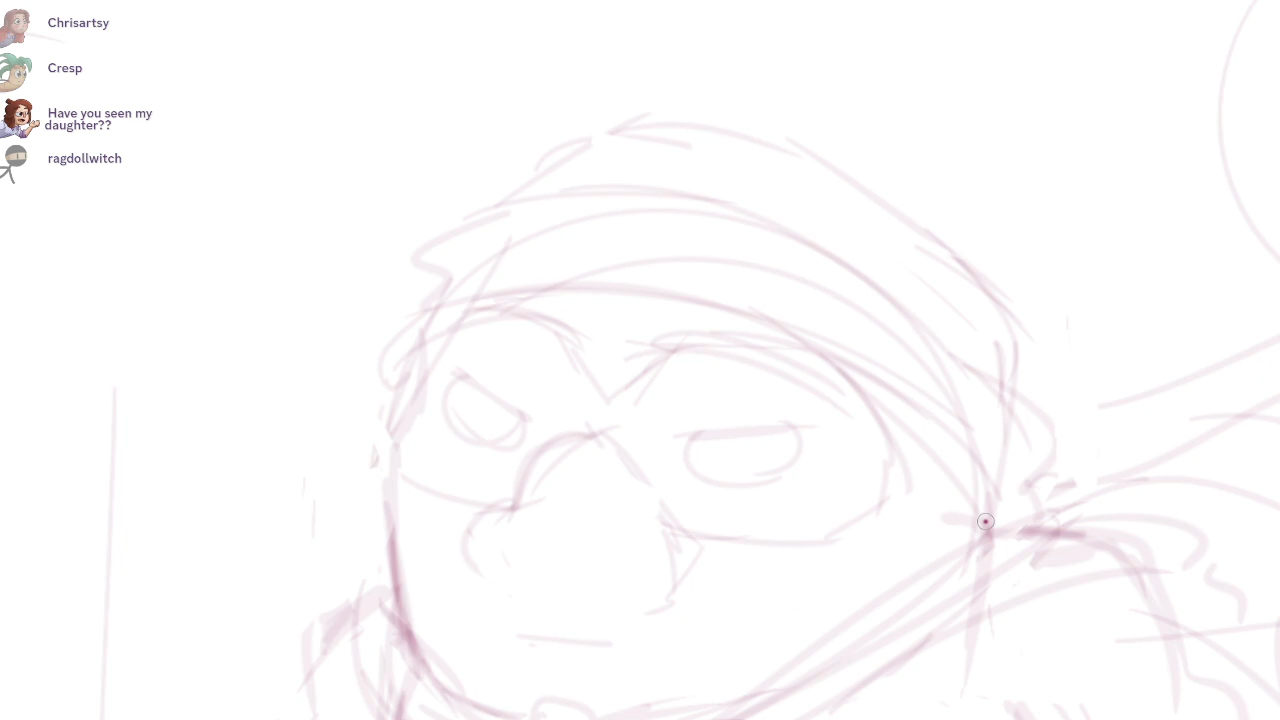 Chrisartsy
Cresp
Have you seen my
daughter??
ragdollwitch